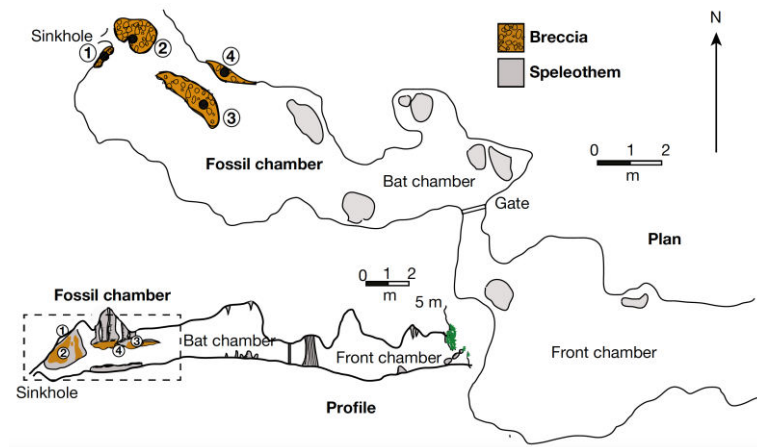 Sinkhole
1
2
4
3
Breccia
Speleothem
N
Fossil chamber
Bat chamber
Gate
0 1 2
m
Plan
Fossil chamber
0 1 2
m
5 m
1
2
4
3
Bat chamber
Front chamber
Front chamber
Sinkhole
Profile